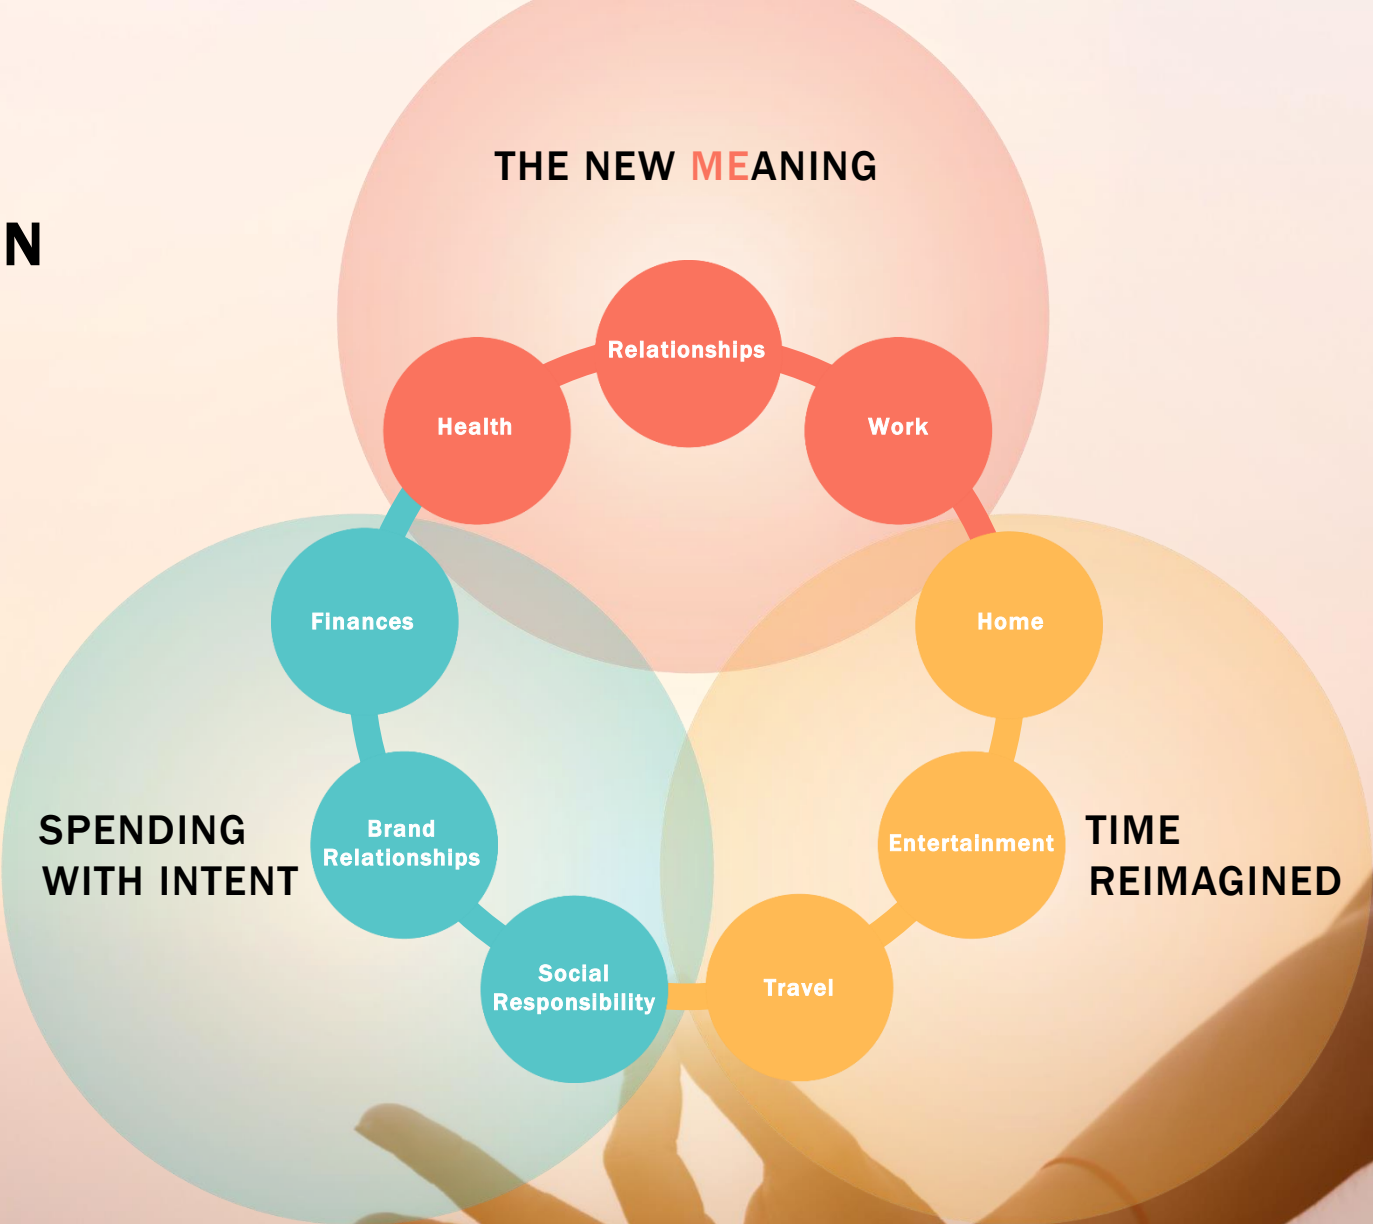 THE NEW MEANING
N
Relationships
Health
Work
Finances
Home
SPENDING
WITH INTENT
Brand
Relationships
Entertainment
TIME
REIMAGINED
Social
Responsibility
Travel